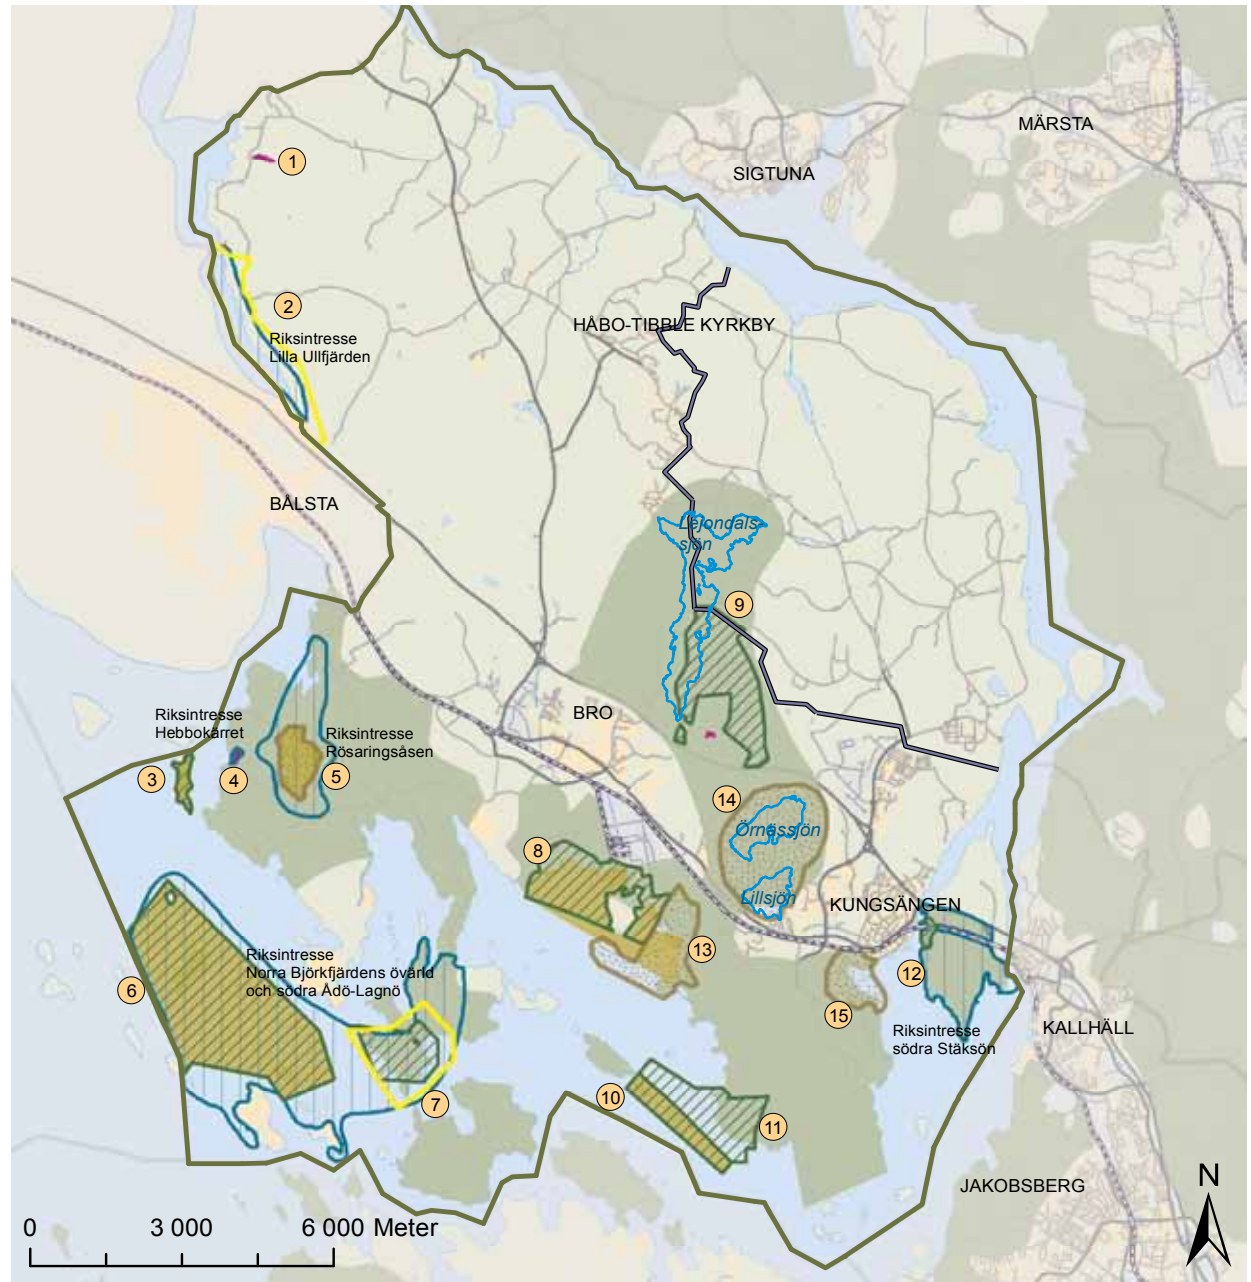 MÄRSTA
SIGTUNA
1
2
Riksintresse
Lilla Ullfjärden
HÅBO-TIBBLE KYRKBY
BÅLSTA
Lejondals-
sjön
9
BRO
Riksintresse
Hebbokärret
Riksintresse
Rösaringsåsen
3
4
5
14
Örnässjön
8
Lillsjön
KUNGSÄNGEN
13
Riksintresse
Norra Björkfjärdens övärld
och södra Ådö-Lagnö
6
12
15
Riksintresse
södra Stäksön
KALLHÄLL
7
10
11
JAKOBSBERG
N
0 3 000 6 000 Meter